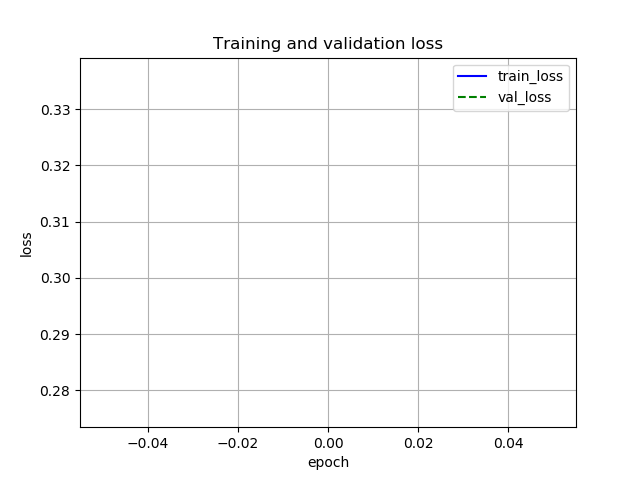 Training and validation loss
train_loss
val_loss
0.33
0.32
0.31
0.30
0.29
0.28
loss
−0.04 −0.02 0.00 0.02 0.04
epoch